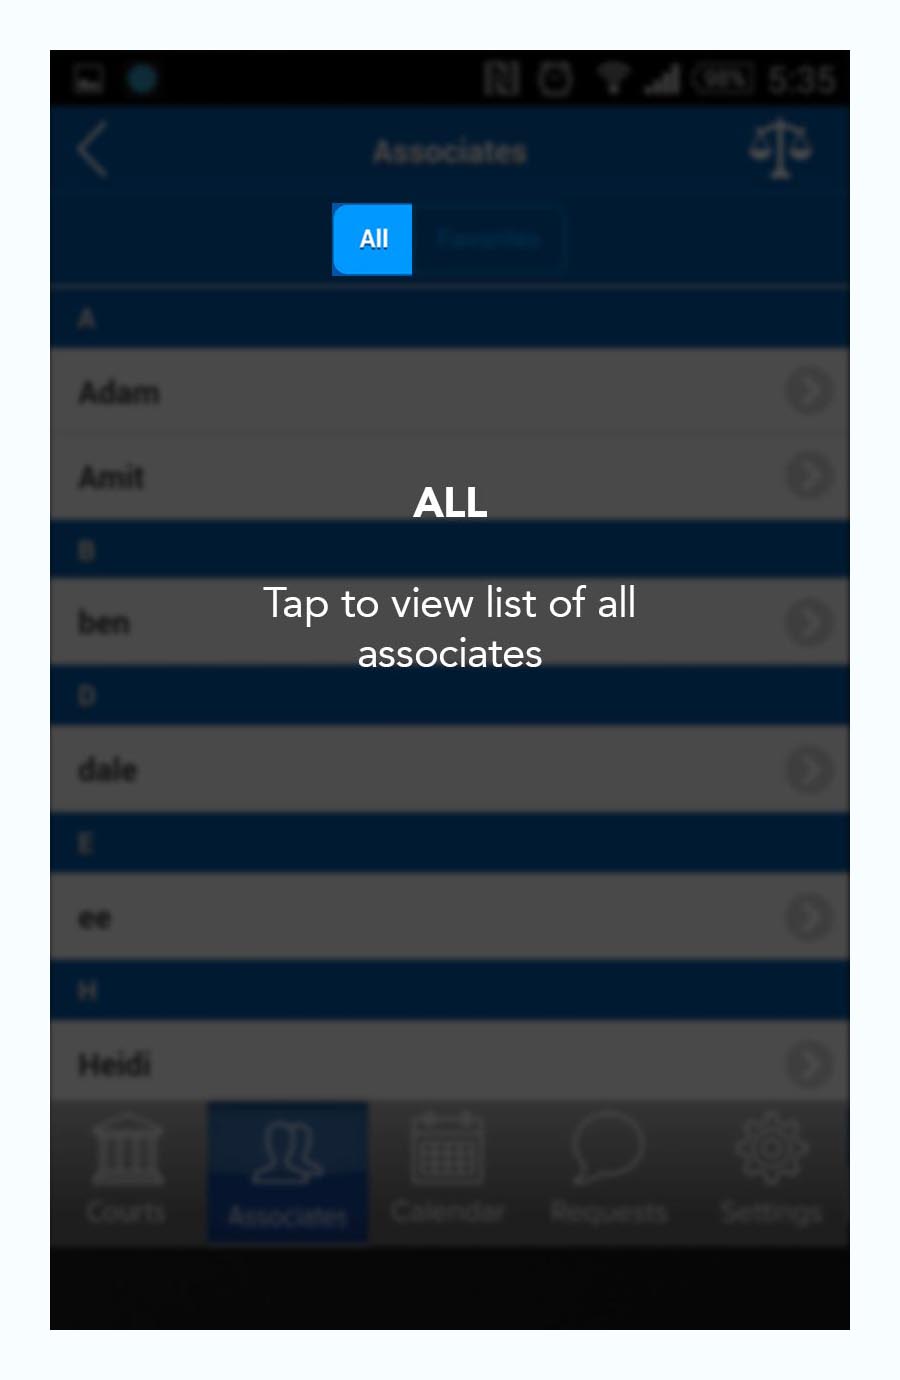 98% 5:35
Associates
All Favorites
A
Adam
Amit
ALL
B
Tap to view list of all
ben
associates
D
dale
E
ee
H
Heidi
Courts Associates Calendar Requests Settings